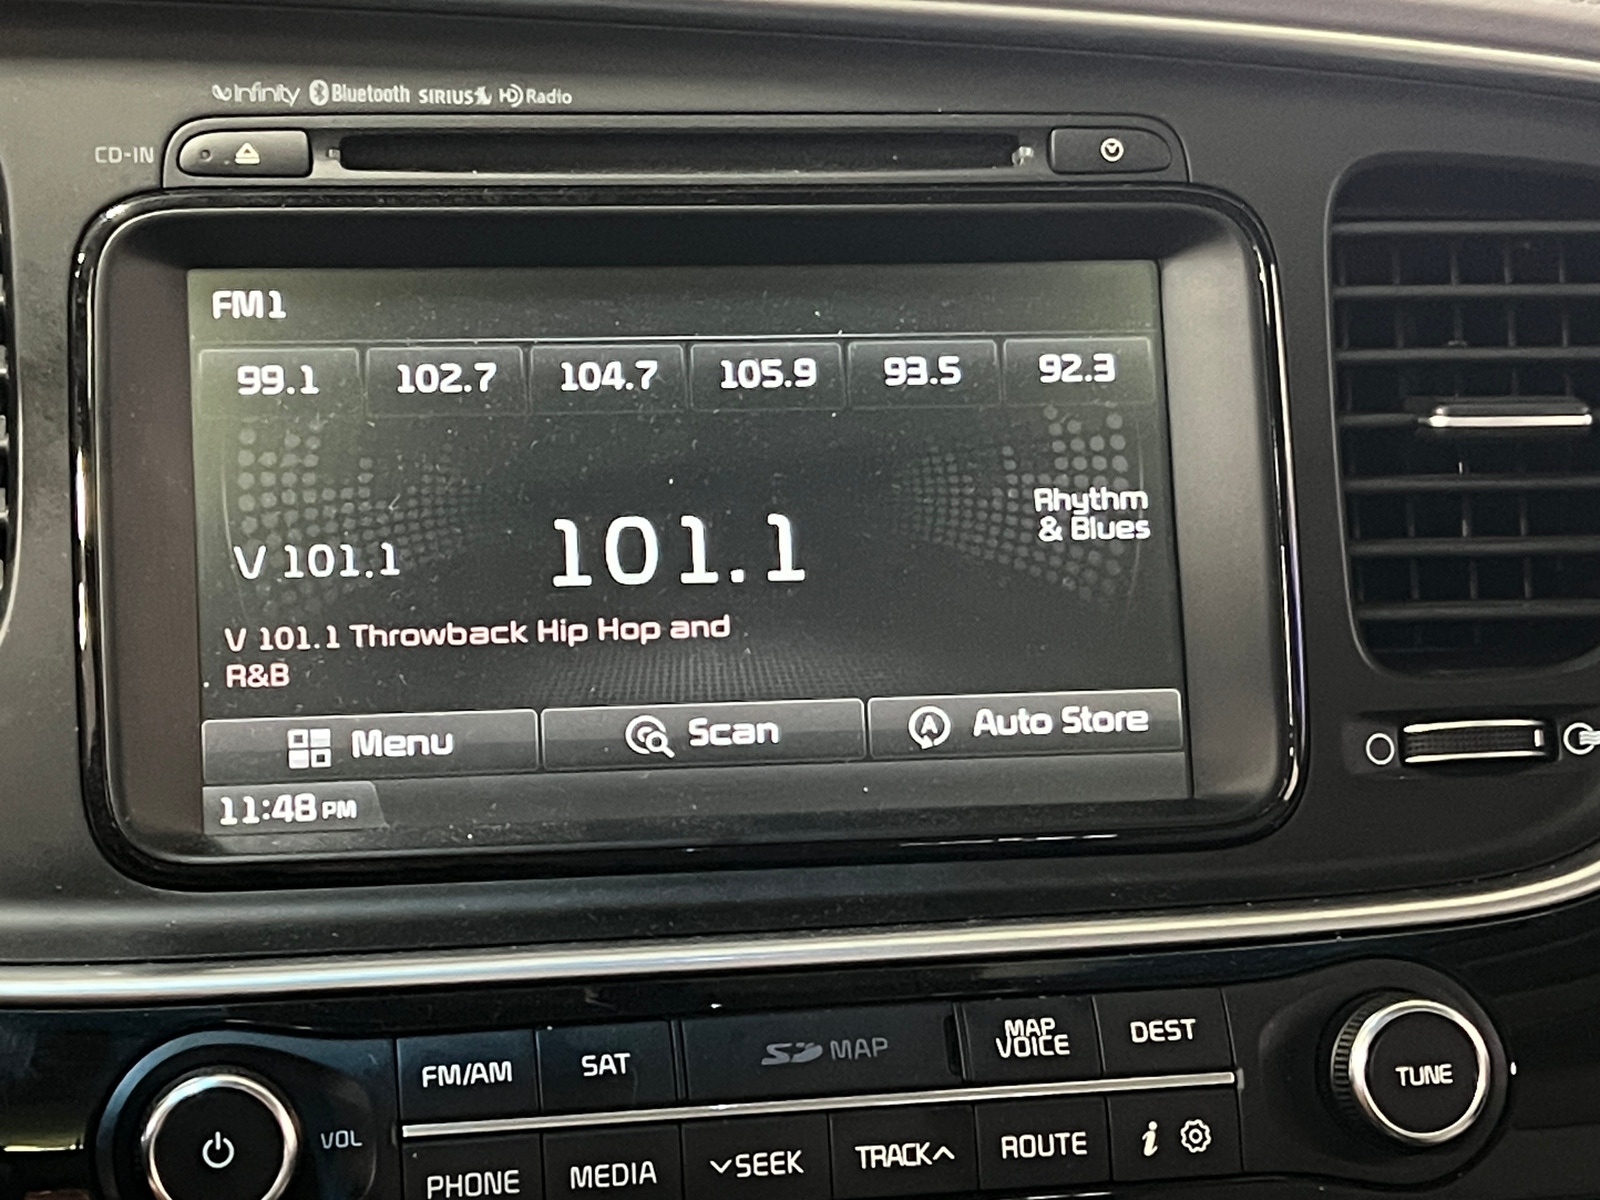 Infinity Bluetooth SIRIUS HD Radio
CD-IN
FM1
99.1 102.7 104.7 105.9 93.5 92.3
Rhythm
& Blues
V 101.1 101.1
V 101.1 Throwback Hip Hop and
R&B
Menu Scan Auto Store
11:48 PM
FM/AM SAT SD MAP MAP VOICE DEST
VOL TUNE
PHONE MEDIA SEEK TRACK ROUTE i